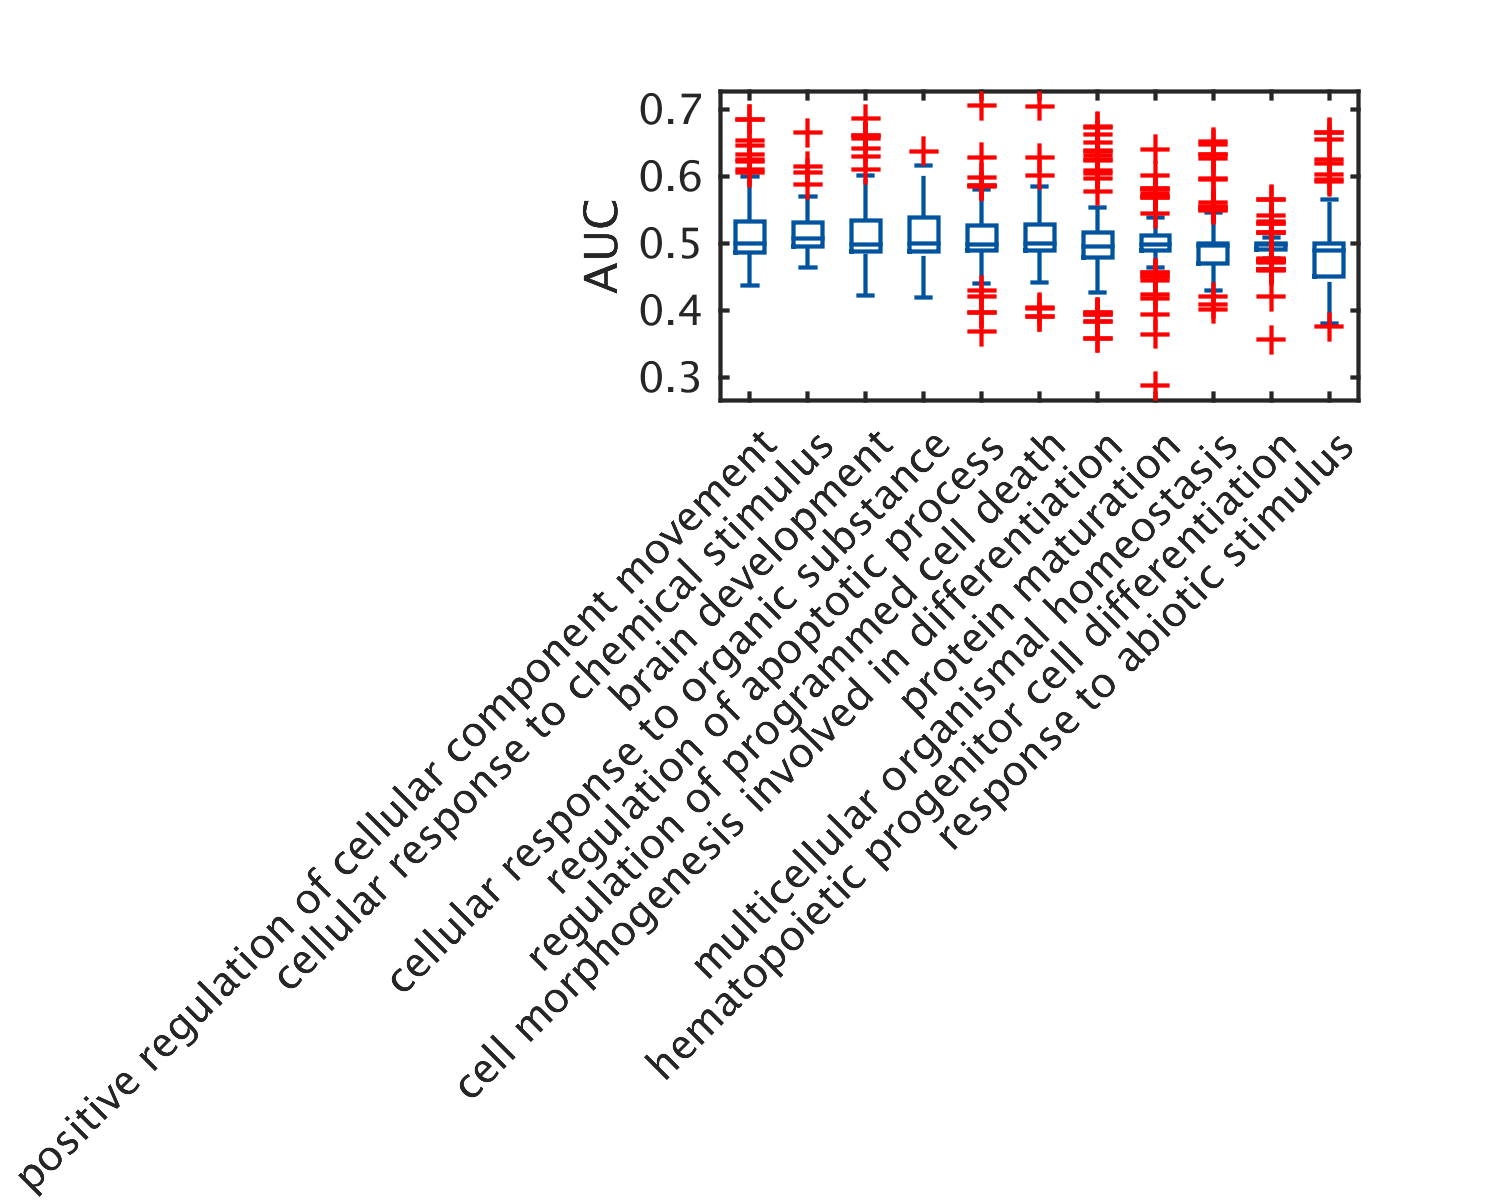 0.7
0.6
0.5
0.4
0.3
AUC
positive regulation of cellular component movement
cellular response to chemical stimulus
brain development
cellular response to organic substance
regulation of apoptotic process
regulation of programmed cell death
cell morphogenesis involved in differentiation
protein maturation
multicellular organismal homeostasis
hematopoietic progenitor cell differentiation
response to abiotic stimulus